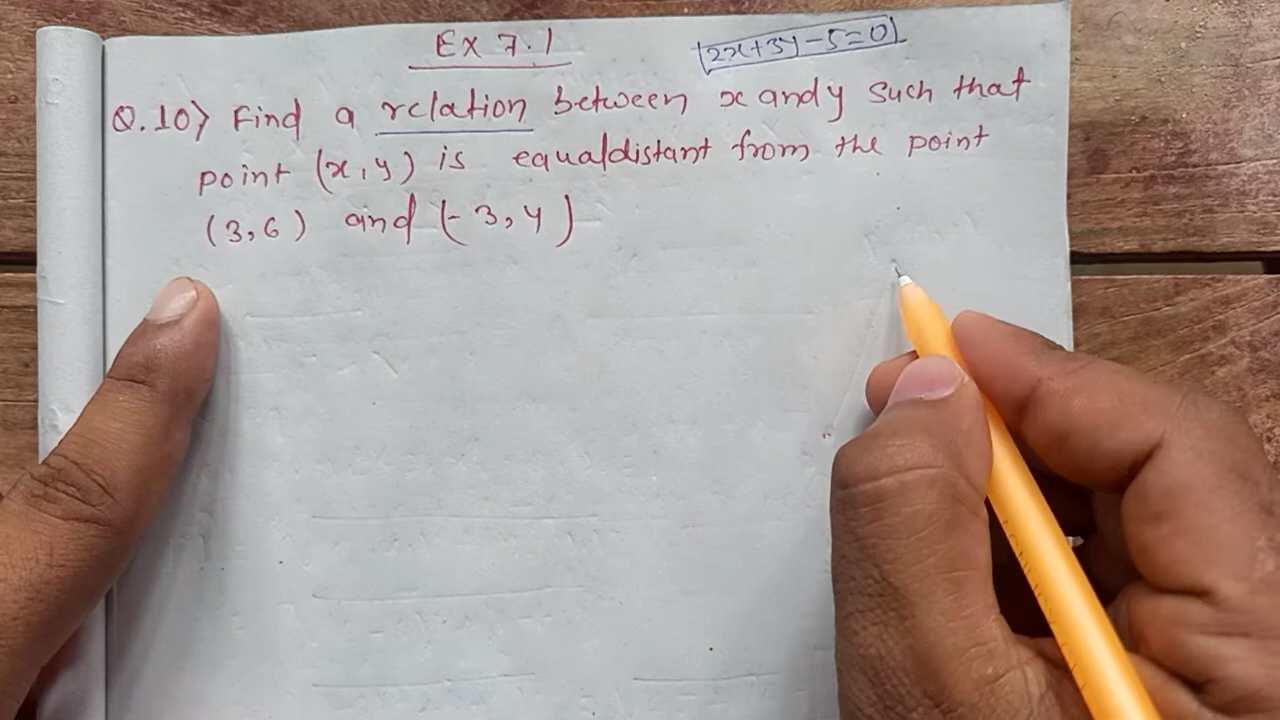 Ex 7.1
2x+3y-5=0
Q.10> Find a relation between x and y such that
point (x,y) is equaldistant from the point
(3,6) and (-3,4)